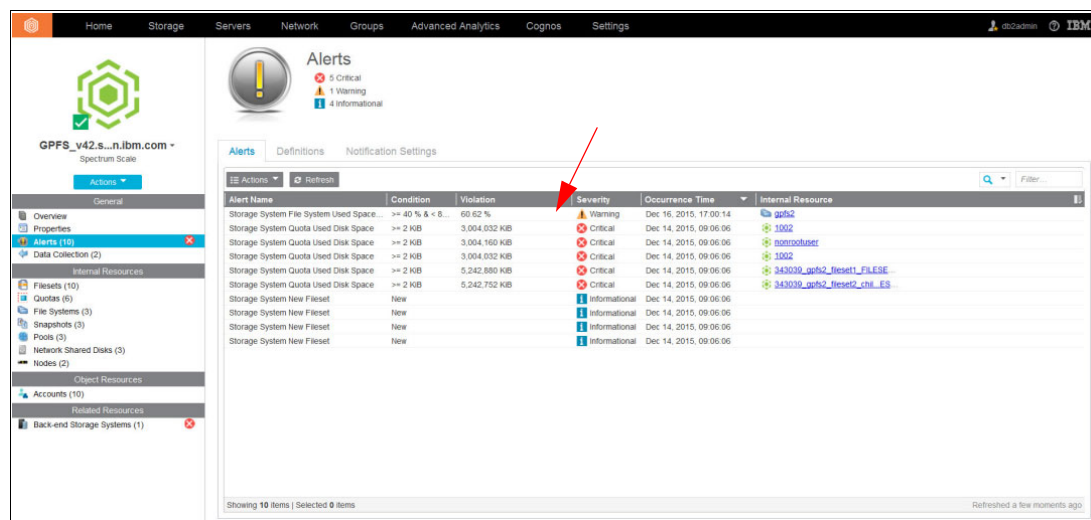 Home Storage Servers Network Groups Advanced Analytics Cognos Settings db2admin IBM
GPFS_v42.s...n.ibm.com
Spectrum Scale
Actions
General
Overview
Properties
Alerts (10)
Data Collection (2)
Internal Resources
Filesets (10)
Quotas (6)
File Systems (3)
Snapshots (3)
Pools (3)
Network Shared Disks (3)
Nodes (2)
Object Resources
Accounts (10)
Related Resources
Back-end Storage Systems (1)
Alerts
5 Critical
1 Warning
4 Informational
Alerts Definitions Notification Settings
Actions Refresh Filter...
Alert Name Condition Violation Severity Occurrence Time Internal Resource
Storage System File System Used Space... >= 40 % & < 8... 60.62 % Warning Dec 16, 2015, 17:00:14 gpfs2
Storage System Quota Used Disk Space >= 2 KiB 3,004,032 KiB Critical Dec 14, 2015, 09:06:06 1002
Storage System Quota Used Disk Space >= 2 KiB 3,004,160 KiB Critical Dec 14, 2015, 09:06:06 nonrootuser
Storage System Quota Used Disk Space >= 2 KiB 3,004,032 KiB Critical Dec 14, 2015, 09:06:06 1002
Storage System Quota Used Disk Space >= 2 KiB 5,242,880 KiB Critical Dec 14, 2015, 09:06:06 343039_gpfs2_fileset1_FILESE...
Storage System Quota Used Disk Space >= 2 KiB 5,242,752 KiB Critical Dec 14, 2015, 09:06:06 343039_gpfs2_fileset2_chil...ES...
Storage System New Fileset New Informational Dec 14, 2015, 09:06:06
Storage System New Fileset New Informational Dec 14, 2015, 09:06:06
Storage System New Fileset New Informational Dec 14, 2015, 09:06:06
Storage System New Fileset New Informational Dec 14, 2015, 09:06:06
Showing 10 items | Selected 0 items Refreshed a few moments ago